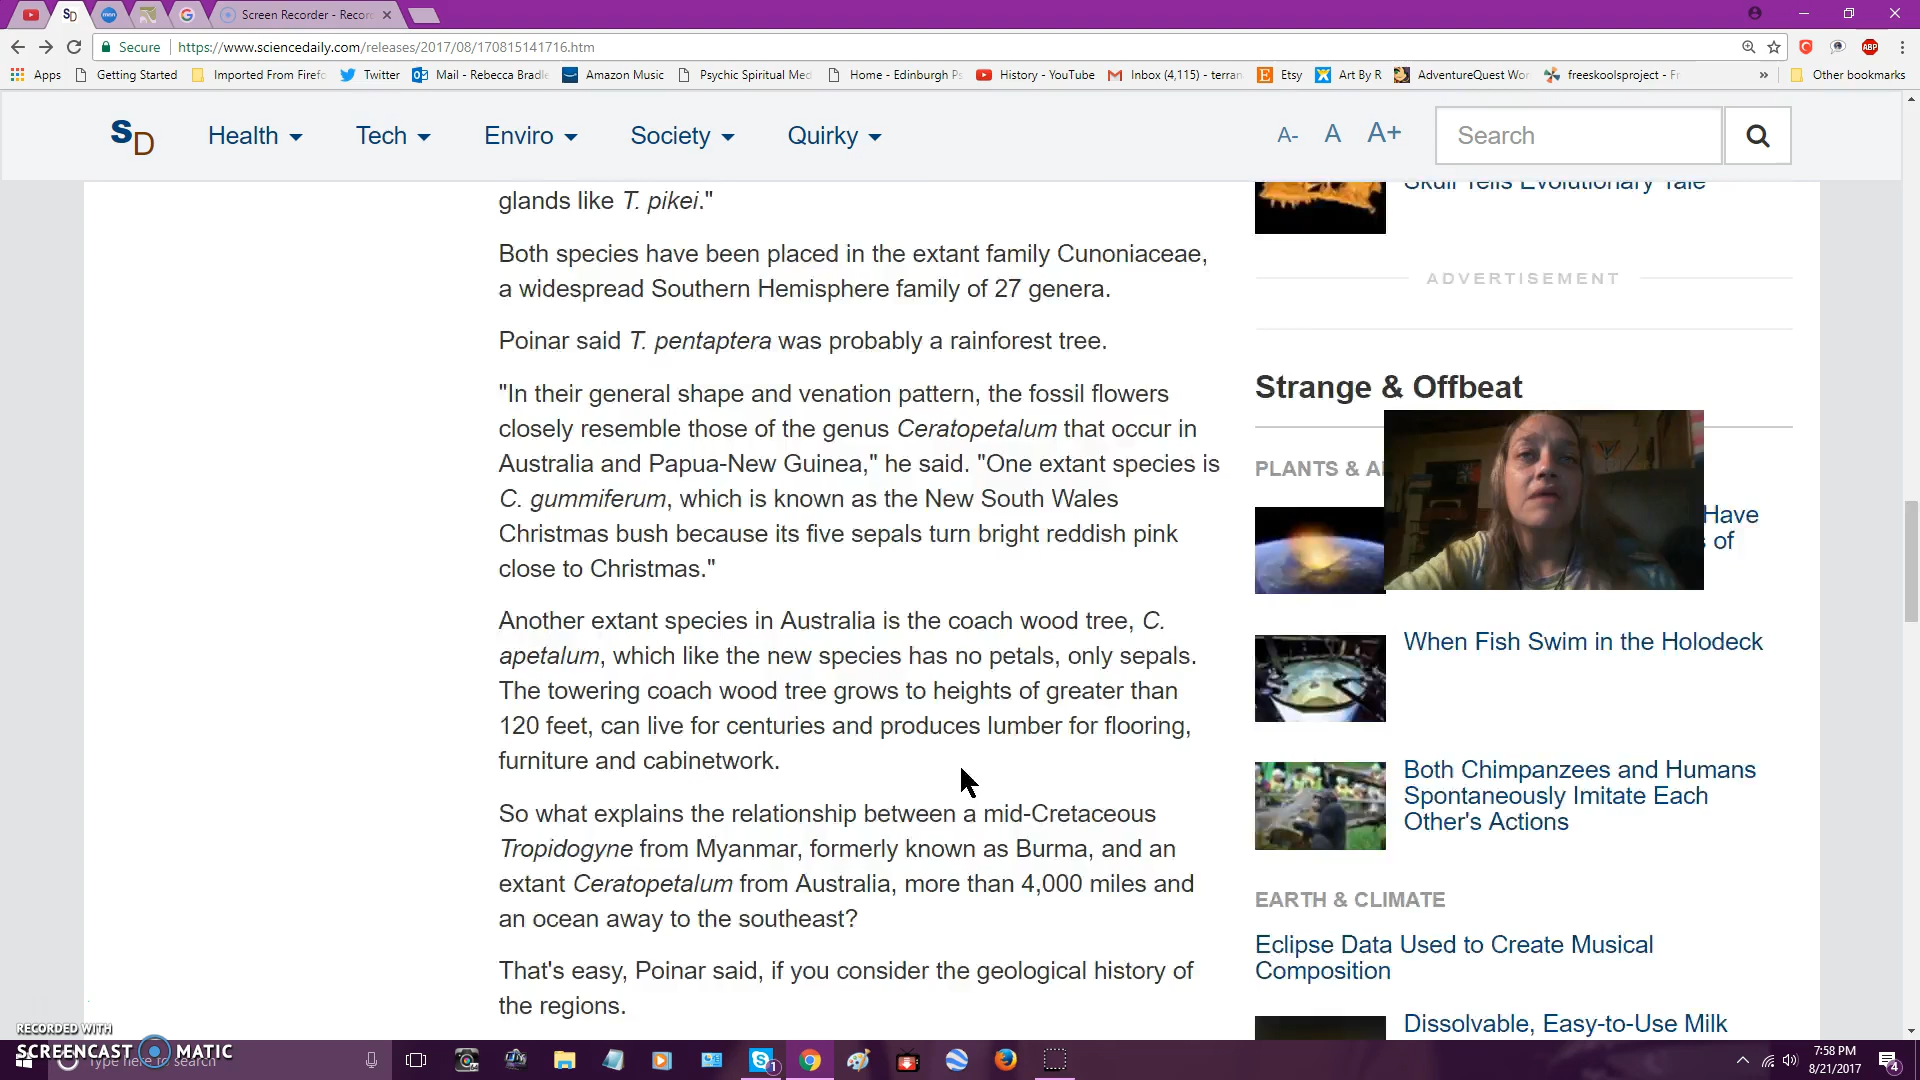 Screen Recorder - Recor
Secure
https://www.sciencedaily.com/releases/2017/08/170815141716.htm
Apps
Getting Started
Imported From Firefo
Twitter
Mail - Rebecca Bradle
Amazon Music
Psychic Spiritual Med
Home - Edinburgh Ps
History - YouTube
Inbox (4,115) - terran
Etsy
Art By R
AdventureQuest Wor
freeskoolsproject - Fr
Other bookmarks
SD
Health
Tech
Enviro
Society
Quirky
A-
A
A+
Search
glands like T. pikei."
Both species have been placed in the extant family Cunoniaceae,
a widespread Southern Hemisphere family of 27 genera.
Poinar said T. pentaptera was probably a rainforest tree.
"In their general shape and venation pattern, the fossil flowers
closely resemble those of the genus Ceratopetalum that occur in
Australia and Papua-New Guinea," he said. "One extant species is
C. gummiferum, which is known as the New South Wales
Christmas bush because its five sepals turn bright reddish pink
close to Christmas."
Another extant species in Australia is the coach wood tree, C.
apetalum, which like the new species has no petals, only sepals.
The towering coach wood tree grows to heights of greater than
120 feet, can live for centuries and produces lumber for flooring,
furniture and cabinetwork.
So what explains the relationship between a mid-Cretaceous
Tropidogyne from Myanmar, formerly known as Burma, and an
extant Ceratopetalum from Australia, more than 4,000 miles and
an ocean away to the southeast?
That's easy, Poinar said, if you consider the geological history of
the regions.
Skull Tells Evolutionary Tale
ADVERTISEMENT
Strange & Offbeat
PLANTS & A
Have
of
When Fish Swim in the Holodeck
Both Chimpanzees and Humans
Spontaneously Imitate Each
Other's Actions
EARTH & CLIMATE
Eclipse Data Used to Create Musical
Composition
Dissolvable, Easy-to-Use Milk
RECORDED WITH
SCREENCAST MATIC
Type here to search
7:58 PM
8/21/2017